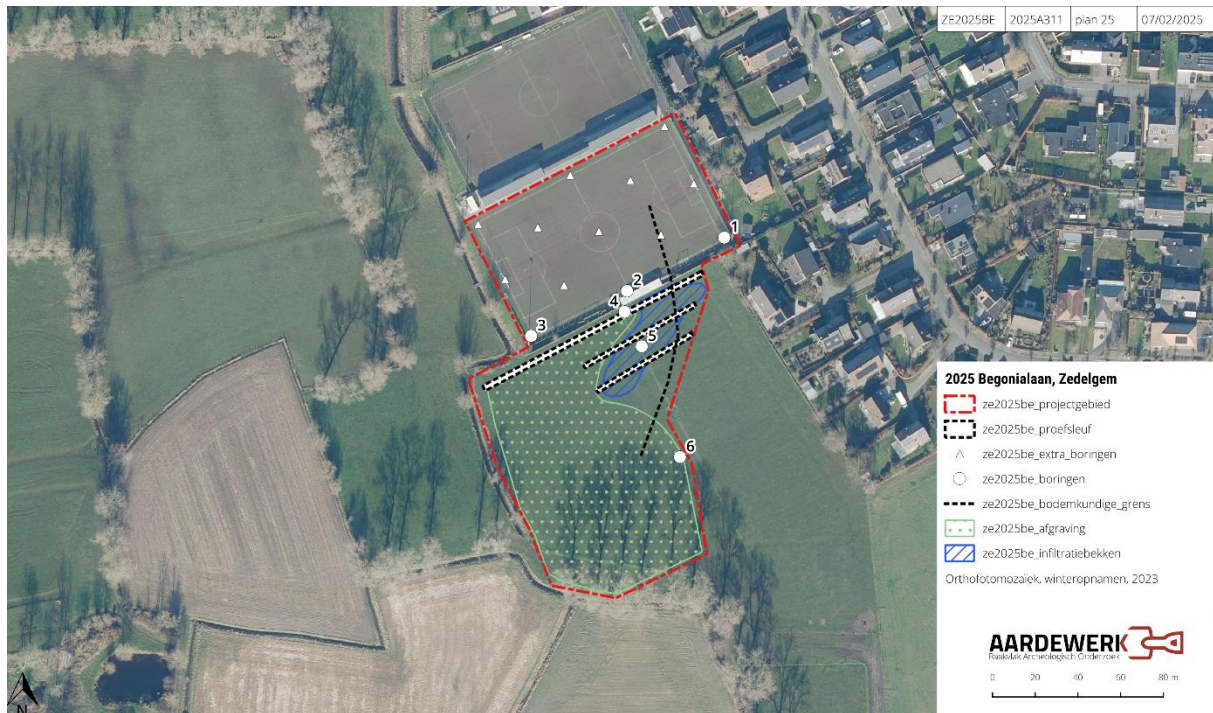 ZE2025BE 2025A311 plan 25 07/02/2025
1
2
4
3
5
6
2025 Begonialaan, Zedelgem
ze2025be_projectgebied
ze2025be_proefsleuf
ze2025be_extra_boringen
ze2025be_boringen
ze2025be_bodemkundige_grens
ze2025be_afgraving
ze2025be_infiltratiebekken
Orthofotomozaïek, winteropnamen, 2023
AARDEWERK
Raakvlak Archeologisch Onderzoek
0 20 40 60 80 m
N